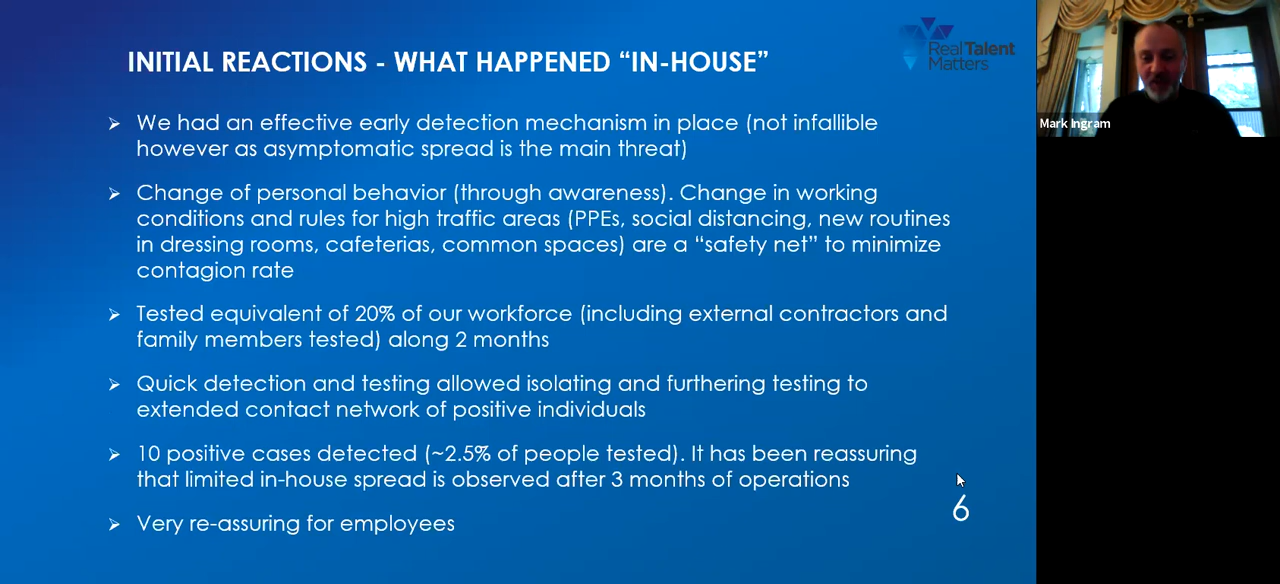 INITIAL REACTIONS - WHAT HAPPENED “IN-HOUSE”
RealTalent
Matters
Mark Ingram
➢ We had an effective early detection mechanism in place (not infallible
however as asymptomatic spread is the main threat)
➢ Change of personal behavior (through awareness). Change in working
conditions and rules for high traffic areas (PPEs, social distancing, new routines
in dressing rooms, cafeterias, common spaces) are a “safety net” to minimize
contagion rate
➢ Tested equivalent of 20% of our workforce (including external contractors and
family members tested) along 2 months
➢ Quick detection and testing allowed isolating and furthering testing to
extended contact network of positive individuals
➢ 10 positive cases detected (~2.5% of people tested). It has been reassuring
that limited in-house spread is observed after 3 months of operations
➢ Very re-assuring for employees
6